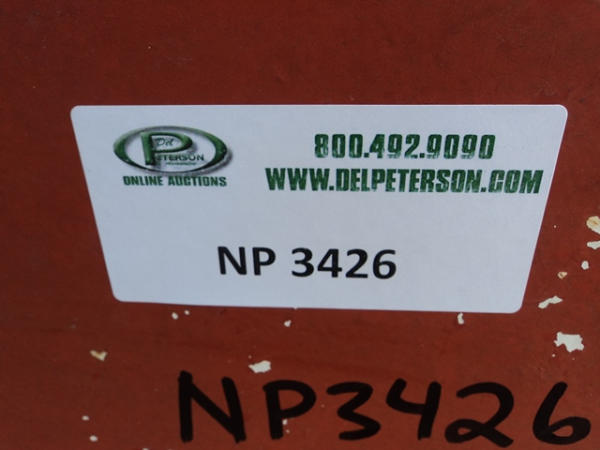 Del
PETERSON
ONLINE AUCTIONS
800.492.9090
WWW.DELPETERSON.COM
NP 3426
NP3426